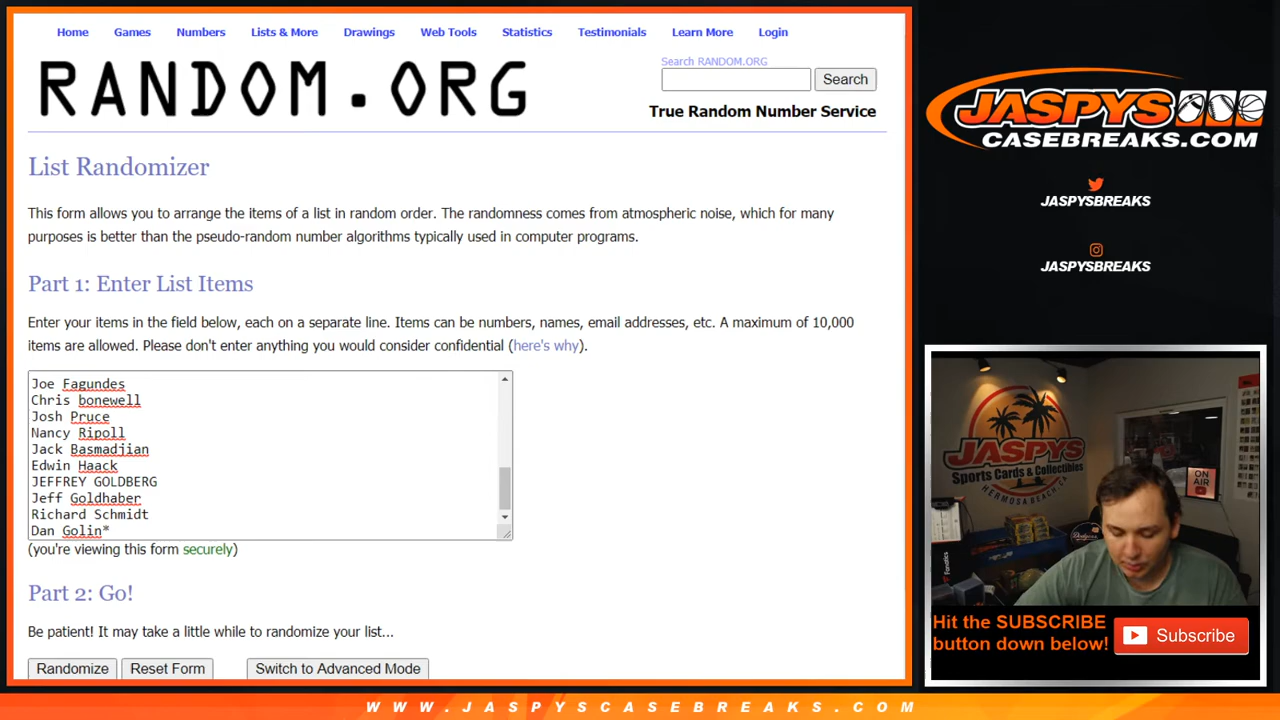 Home Games Numbers Lists & More Drawings Web Tools Statistics Testimonials Learn More Login
RANDOM.ORG
Search RANDOM.ORG
Search
True Random Number Service
List Randomizer
This form allows you to arrange the items of a list in random order. The randomness comes from atmospheric noise, which for many
purposes is better than the pseudo-random number algorithms typically used in computer programs.
Part 1: Enter List Items
Enter your items in the field below, each on a separate line. Items can be numbers, names, email addresses, etc. A maximum of 10,000
items are allowed. Please don't enter anything you would consider confidential (here's why).
Joe Fagundes
Chris bonewell
Josh Pruce
Nancy Ripoll
Jack Basmadjian
Edwin Haack
JEFFREY GOLDBERG
Jeff Goldhaber
Richard Schmidt
Dan Golin*
(you're viewing this form securely)
Part 2: Go!
Be patient! It may take a little while to randomize your list...
Randomize Reset Form Switch to Advanced Mode
JASPYS
CASEBREAKS.COM
JASPYSBREAKS
JASPYSBREAKS
JASPYS
Sports Cards & Collectibles
HERMOSA BEACH, CA
ON AIR
Dodgers
Fanatics
Hit the SUBSCRIBE
button down below!
Subscribe
WWW.JASPYSCASEBREAKS.COM